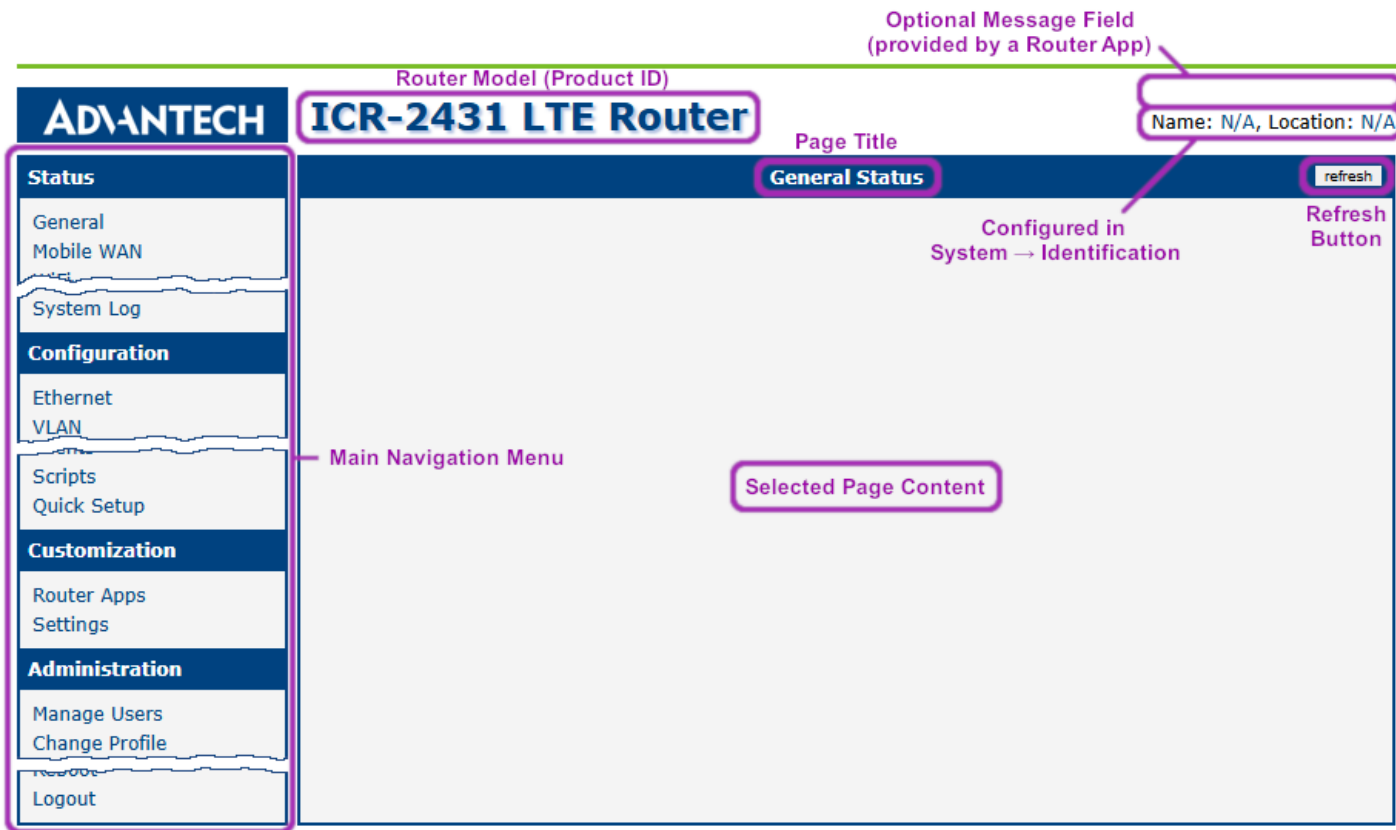 Optional Message Field
(provided by a Router App)
Router Model (Product ID)
ADVANTECH
ICR-2431 LTE Router
Name: N/A, Location: N/A
Page Title
Status
General Status
refresh
General
Mobile WAN
Configured in
System → Identification
Refresh
Button
System Log
Configuration
Ethernet
VLAN
Main Navigation Menu
Scripts
Quick Setup
Selected Page Content
Customization
Router Apps
Settings
Administration
Manage Users
Change Profile
Reboot
Logout